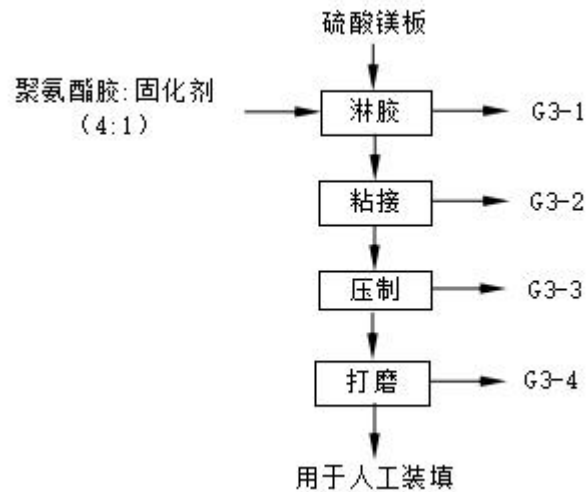 硫酸镁板
聚氨酯胶:固化剂
(4:1)
淋胶
G3-1
粘接
G3-2
压制
G3-3
打磨
G3-4
用于人工装填